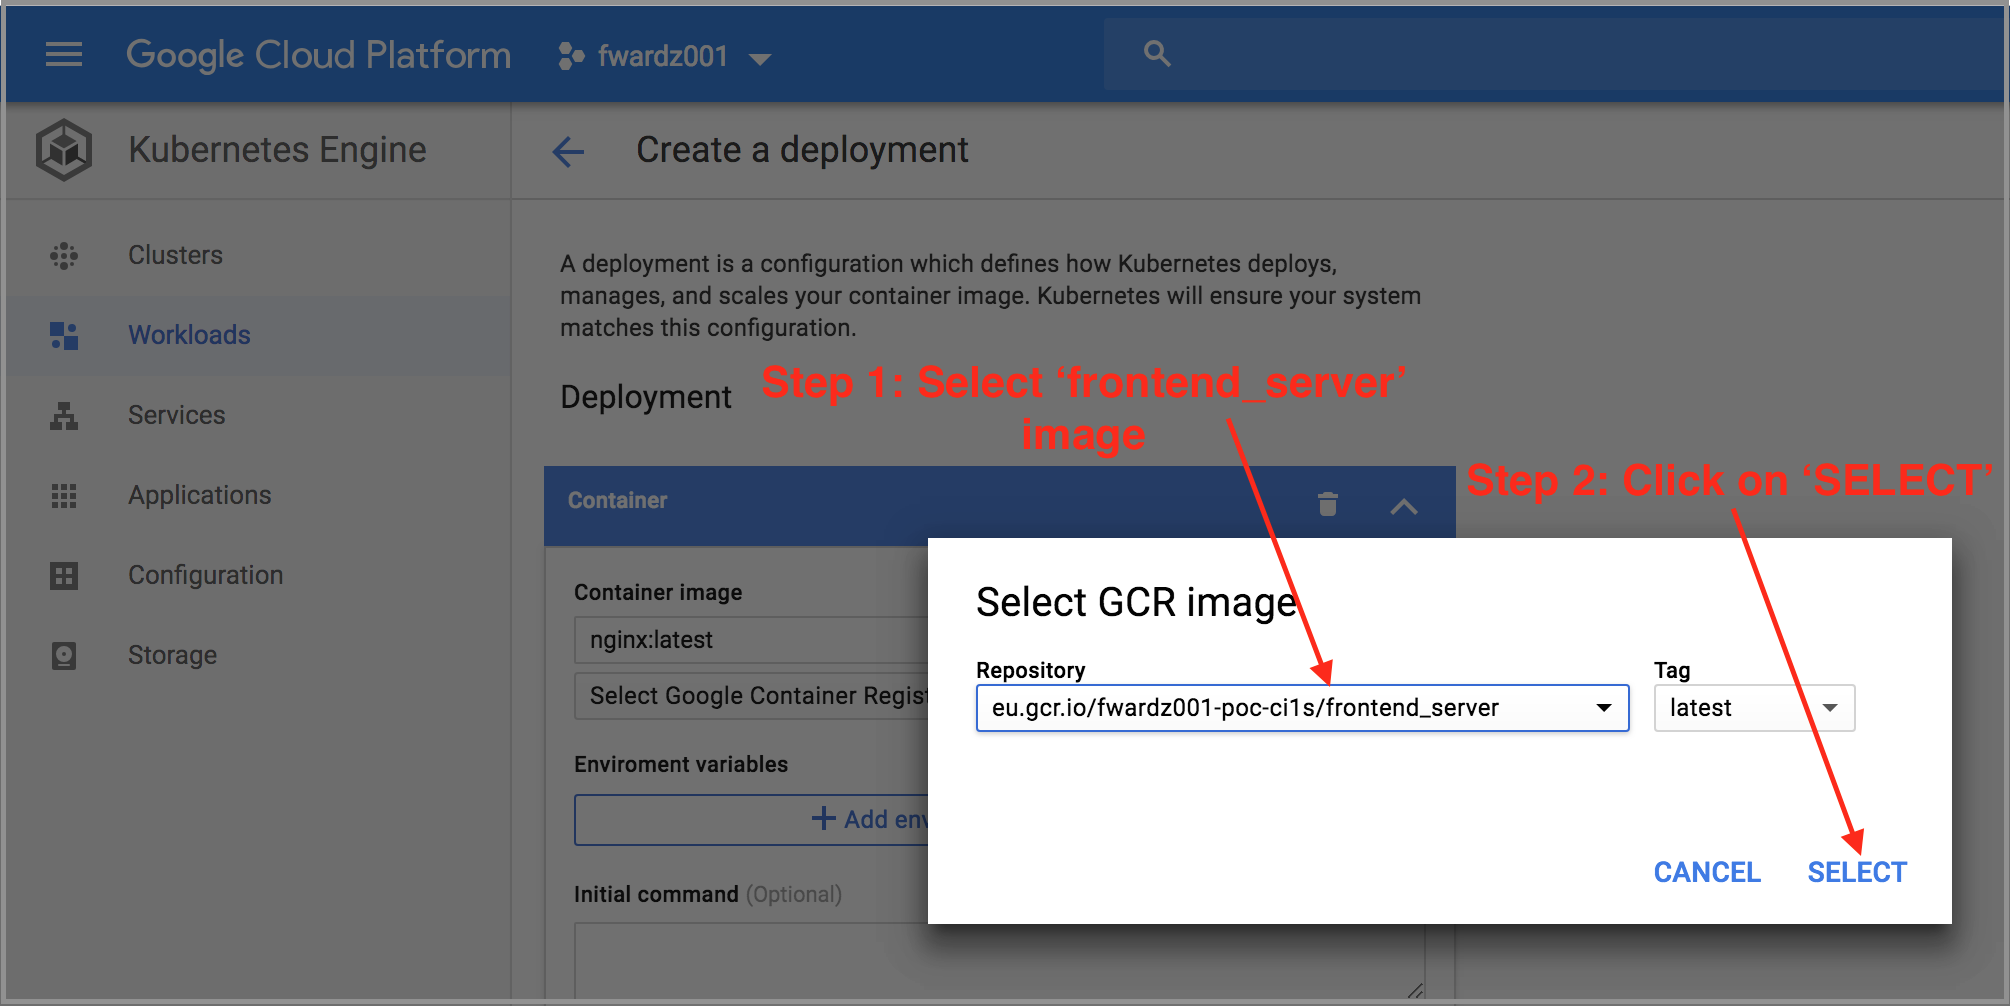 Google Cloud Platform
fwardz001
Kubernetes Engine
Create a deployment
Clusters
Workloads
Services
Applications
Configuration
Storage
A deployment is a configuration which defines how Kubernetes deploys,
manages, and scales your container image. Kubernetes will ensure your system
matches this configuration.
Deployment
Step 1: Select ‘frontend_server’
image
Step 2: Click on ‘SELECT’
Container
Container image
nginx:latest
Select Google Container Regist
Enviroment variables
Add env
Initial command (Optional)
Select GCR image
Repository
Tag
eu.gcr.io/fwardz001-poc-ci1s/frontend_server
latest
CANCEL
SELECT